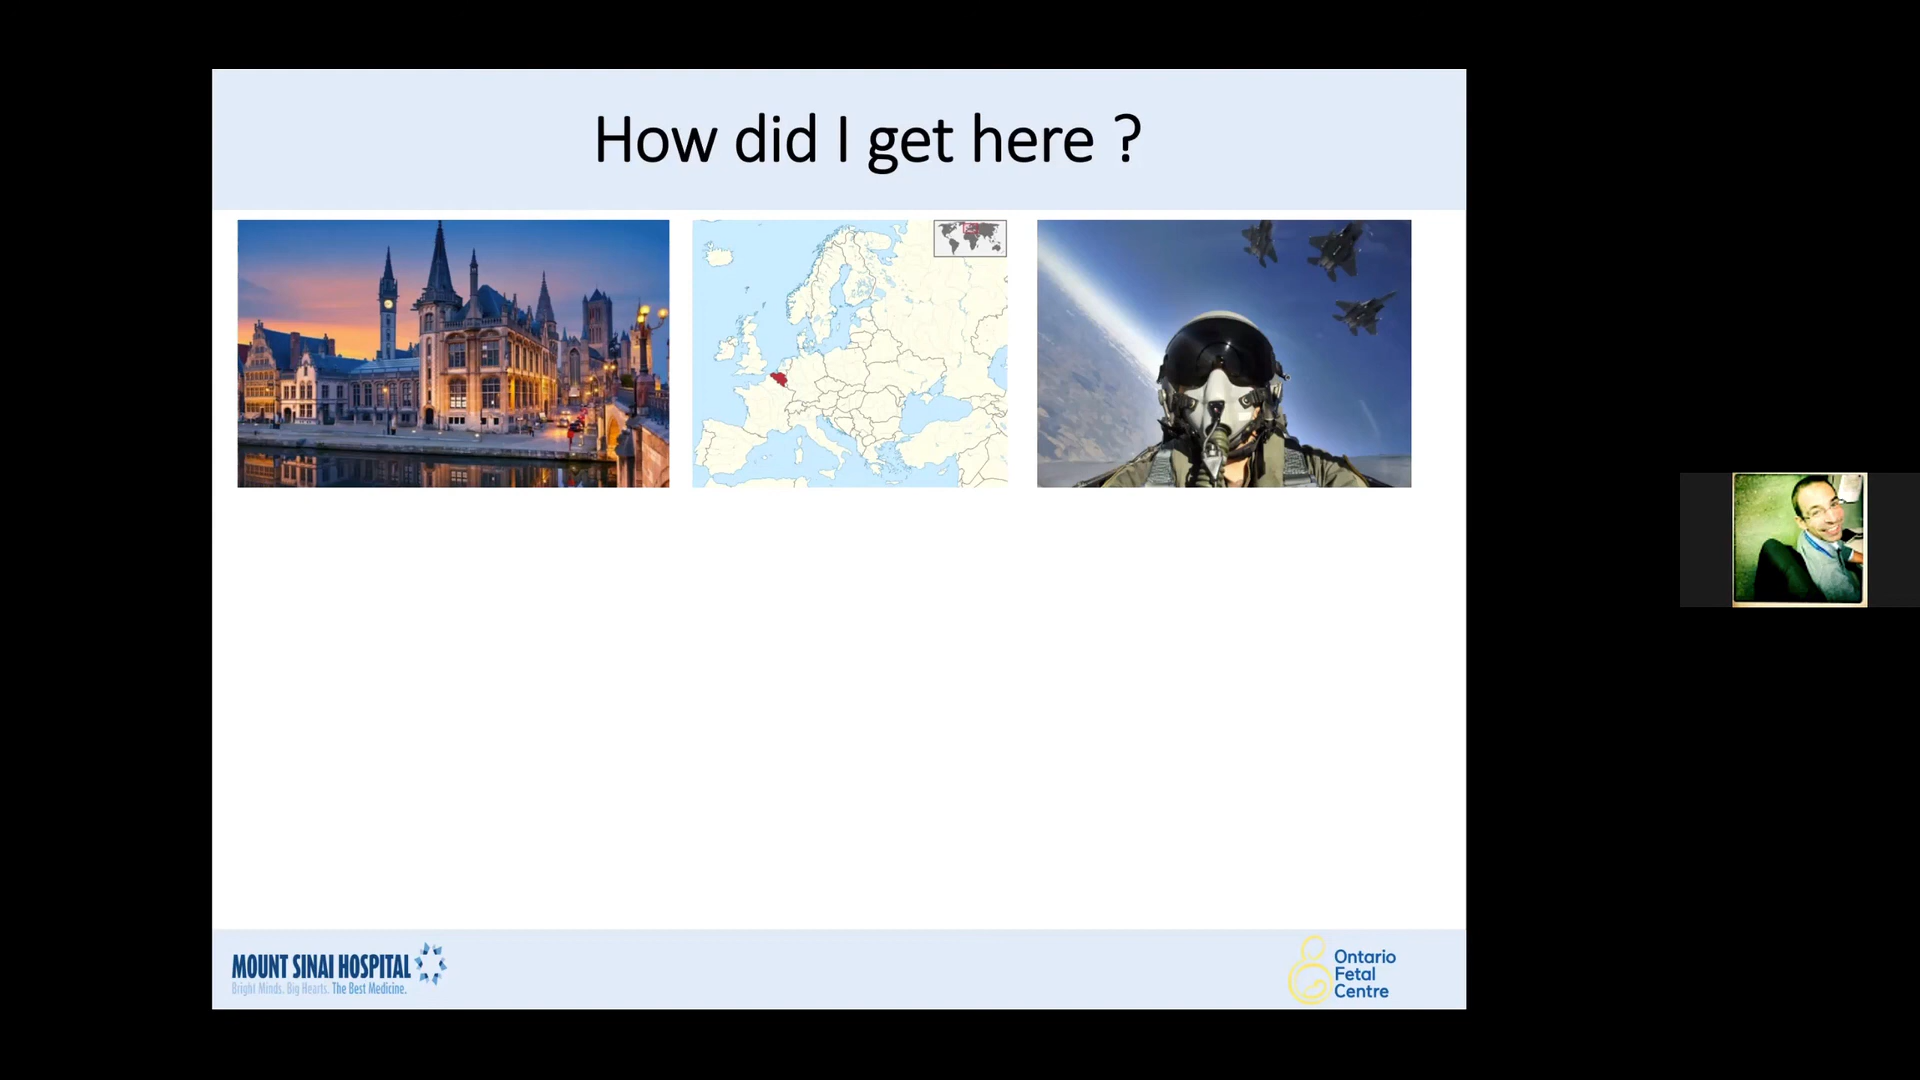 How did I get here ?
MOUNT SINAI HOSPITAL
Bright Minds. Big Hearts. The Best Medicine.
Ontario
Fetal
Centre